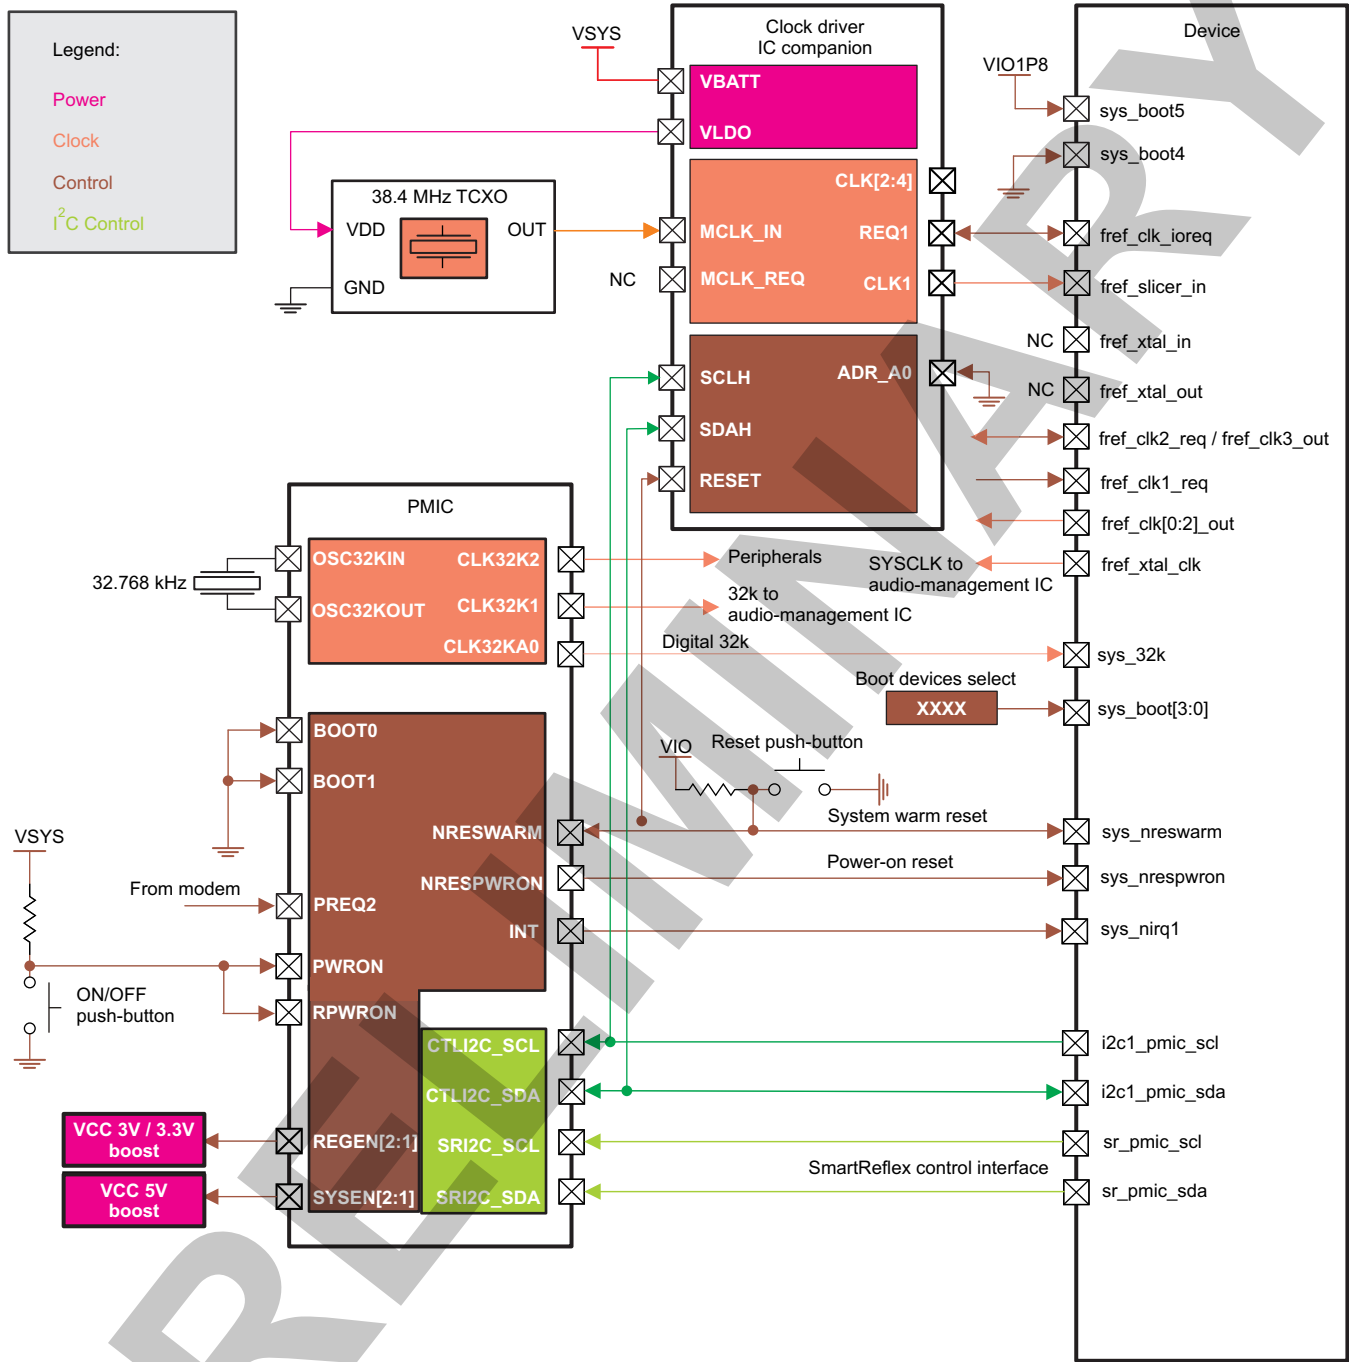 Legend:
Power
Clock
Control
I2C Control
VSYS
Clock driver
IC companion
VBATT
VLDO
CLK[2:4]
MCLK_IN
REQ1
MCLK_REQ
CLK1
NC
SCLH
ADR_A0
SDAH
RESET
38.4 MHz TCXO
VDD
OUT
GND
Device
VIO1P8
sys_boot5
sys_boot4
fref_clk_ioreq
fref_slicer_in
NC
fref_xtal_in
NC
fref_xtal_out
fref_clk2_req / fref_clk3_out
fref_clk1_req
fref_clk[0:2]_out
SYSCLK to
audio-management IC
fref_xtal_clk
PMIC
32.768 kHz
OSC32KIN
CLK32K2
Peripherals
OSC32KOUT
CLK32K1
32k to
audio-management IC
CLK32KA0
Digital 32k
sys_32k
Boot devices select
XXXX
sys_boot[3:0]
BOOT0
BOOT1
VIO
Reset push-button
NRESWARM
System warm reset
sys_nreswarm
NRESPWRON
Power-on reset
sys_nrespwron
VSYS
From modem
PREQ2
INT
sys_nirq1
PWRON
ON/OFF
push-button
RPWRON
CTLI2C_SCL
i2c1_pmic_scl
CTLI2C_SDA
i2c1_pmic_sda
VCC 3V / 3.3V
boost
REGEN[2:1]
SRI2C_SCL
sr_pmic_scl
SmartReflex control interface
VCC 5V
boost
SYSEN[2:1]
SRI2C_SDA
sr_pmic_sda
PRELIMINARY